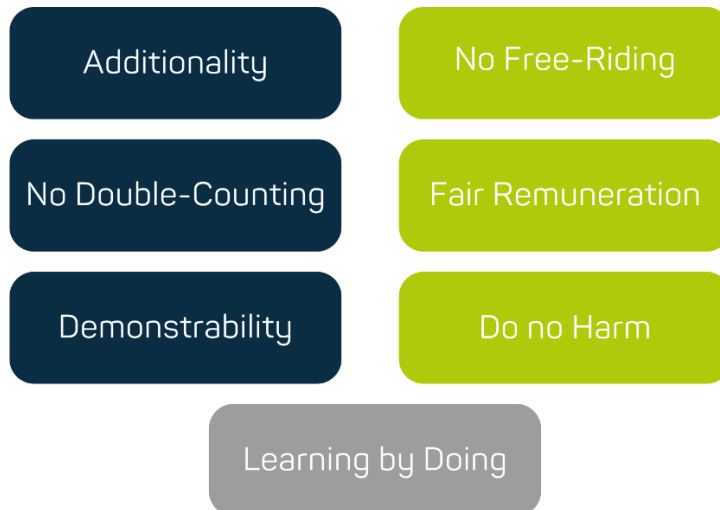 Additionality
No Free-Riding
No Double-Counting
Fair Remuneration
Demonstrability
Do no Harm
Learning by Doing